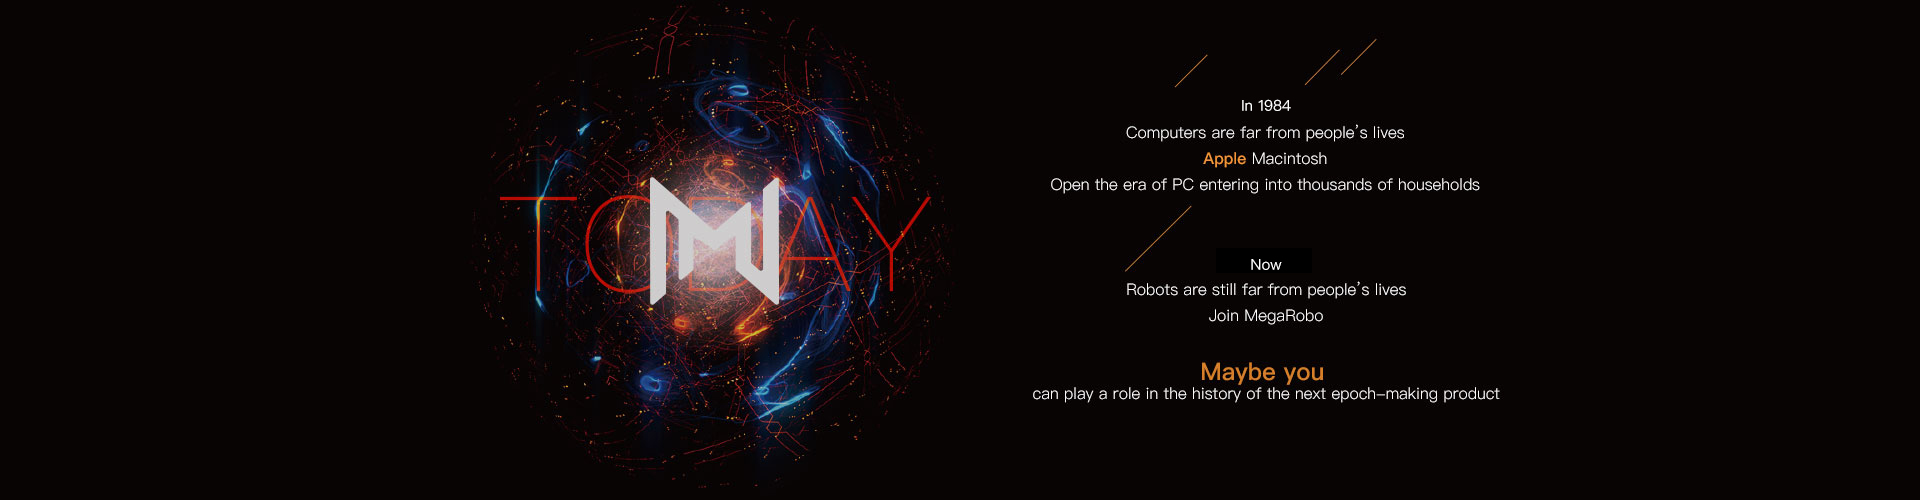 TODAY
In 1984
Computers are far from people's lives
Apple Macintosh
Open the era of PC entering into thousands of households
Now
Robots are still far from people's lives
Join MegaRobo
Maybe you
can play a role in the history of the next epoch-making product